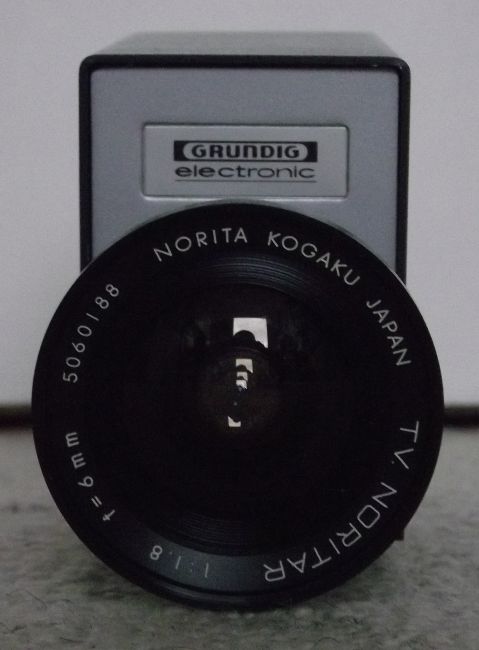 GRUNDIG
electronic
NORITA KOGAKU JAPAN
TV. NORITAR
1:1.8
f=6mm
5060188